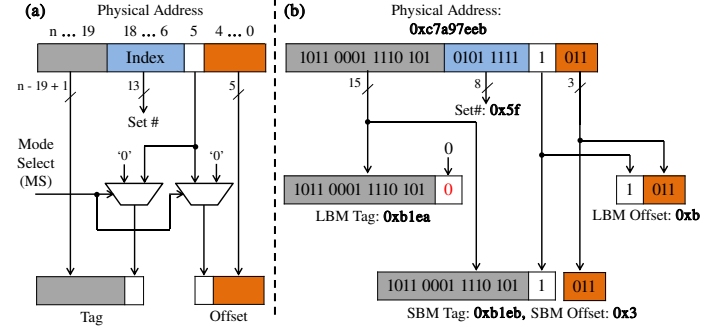 (a)
Physical Address
n ... 19
18 ... 6
5
4 ... 0
Index
n - 19 + 1
13
5
Set #
Mode
Select
(MS)
'0'
'0'
Tag
Offset
(b)
Physical Address:
0xc7a97eeb
1011 0001 1110 101
0101 1111
1
011
15
8
3
Set#: 0x5f
0
1011 0001 1110 101
0
1
011
LBM Tag: 0xb1ea
LBM Offset: 0xb
1011 0001 1110 101
1
011
SBM Tag: 0xb1eb, SBM Offset: 0x3